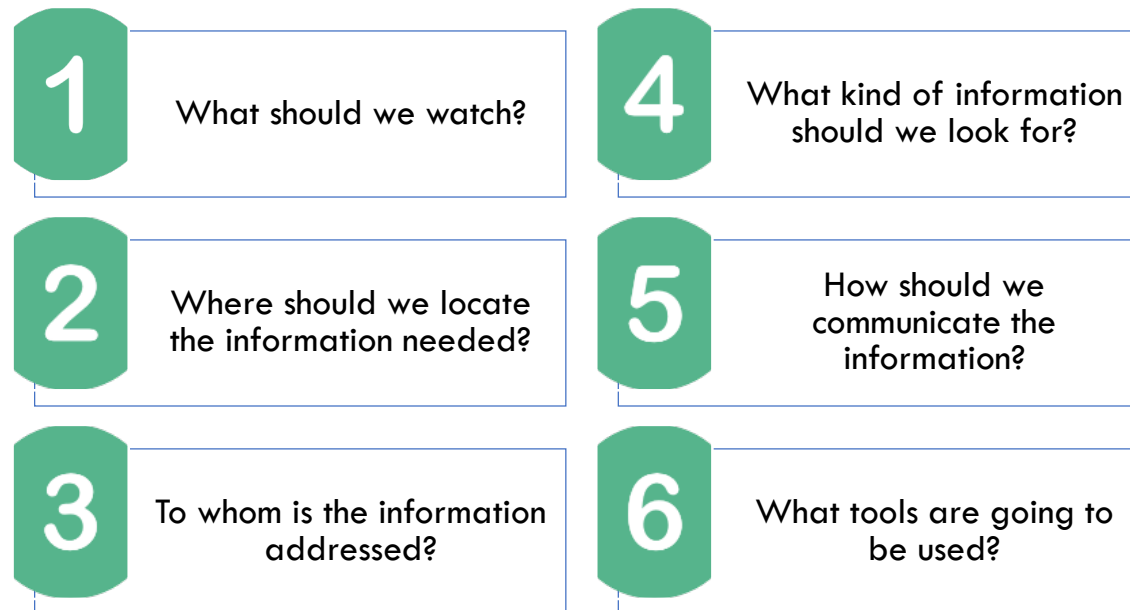 1
What should we watch?
2
Where should we locate
the information needed?
3
To whom is the information
addressed?
4
What kind of information
should we look for?
5
How should we
communicate the
information?
6
What tools are going to
be used?